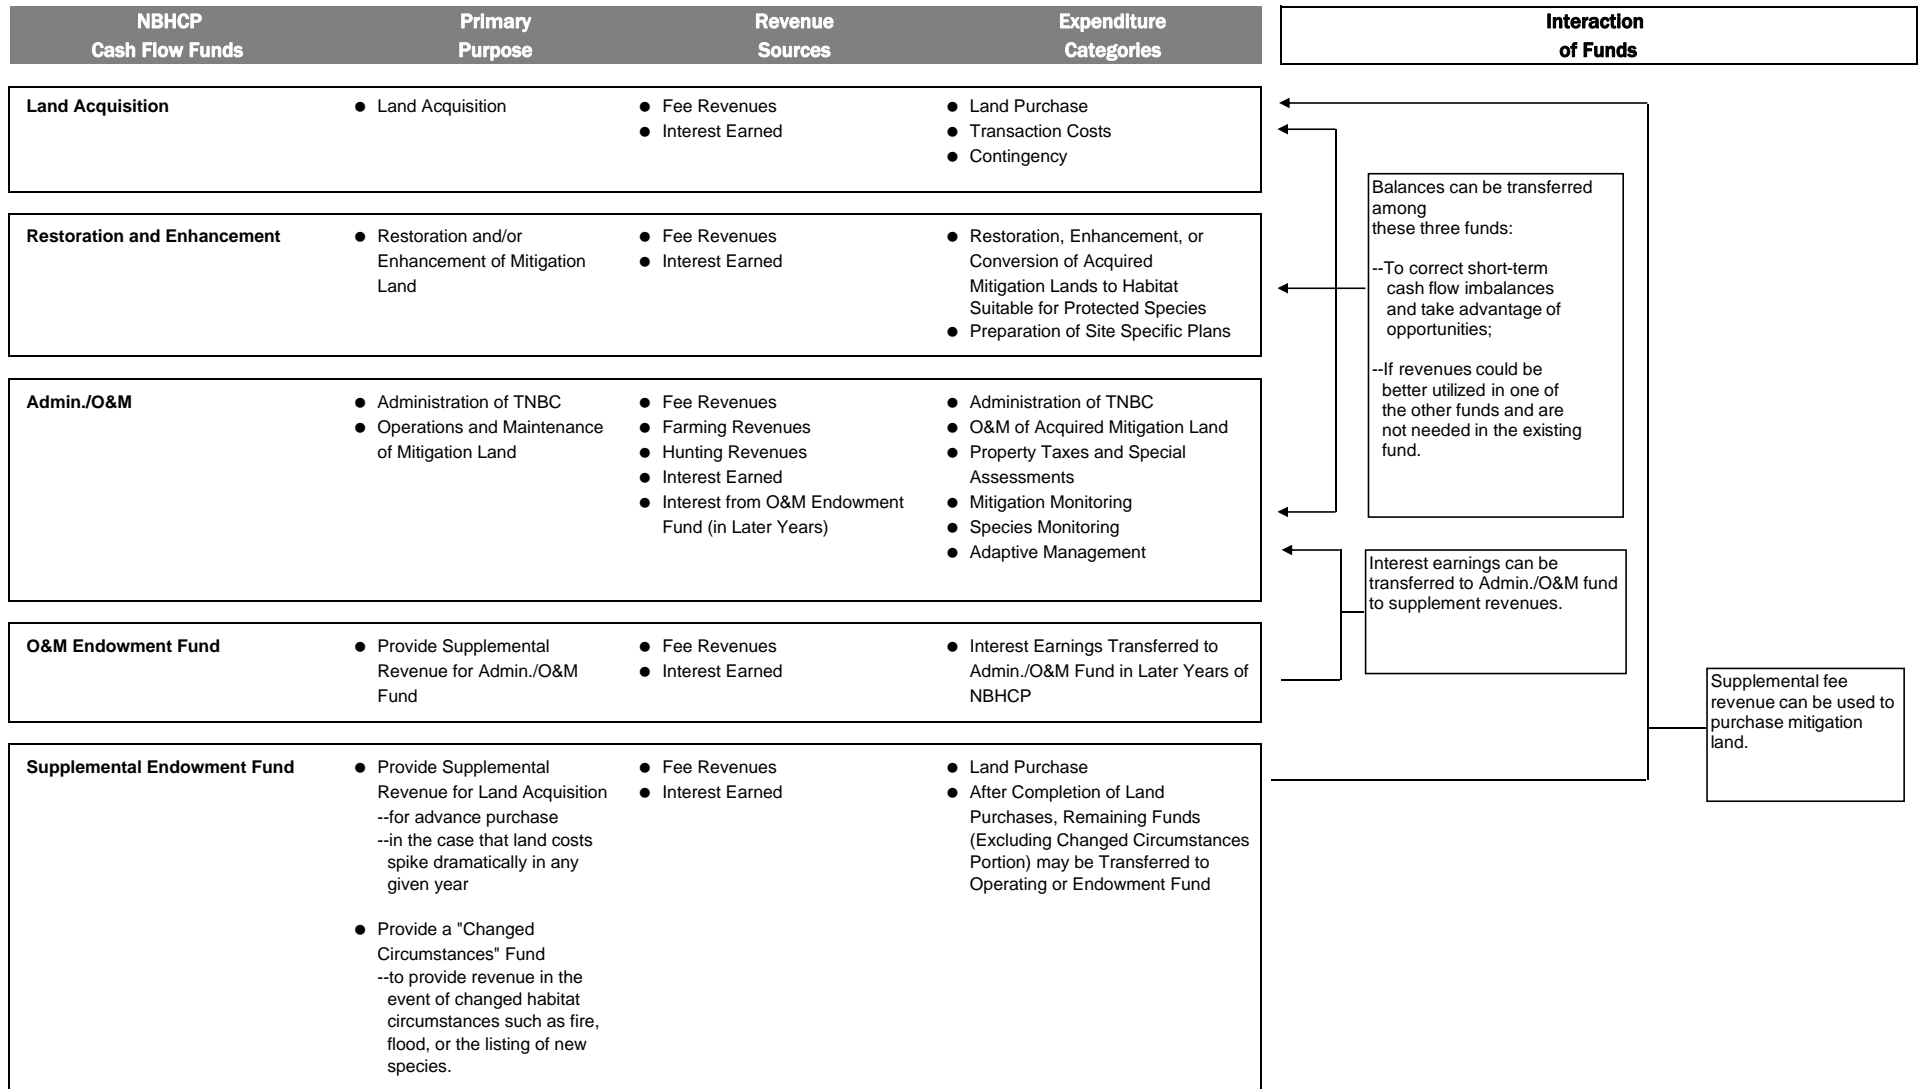 NBHCP
Cash Flow Funds
Primary
Purpose
Revenue
Sources
Expenditure
Categories
Interaction
of Funds
Land Acquisition
● Land Acquisition
● Fee Revenues
● Interest Earned
● Land Purchase
● Transaction Costs
● Contingency
Restoration and Enhancement
● Restoration and/or
Enhancement of Mitigation
Land
● Fee Revenues
● Interest Earned
● Restoration, Enhancement, or
Conversion of Acquired
Mitigation Lands to Habitat
Suitable for Protected Species
● Preparation of Site Specific Plans
Admin./O&M
● Administration of TNBC
● Operations and Maintenance
of Mitigation Land
● Fee Revenues
● Farming Revenues
● Hunting Revenues
● Interest Earned
● Interest from O&M Endowment
Fund (in Later Years)
● Administration of TNBC
● O&M of Acquired Mitigation Land
● Property Taxes and Special
Assessments
● Mitigation Monitoring
● Species Monitoring
● Adaptive Management
O&M Endowment Fund
● Provide Supplemental
Revenue for Admin./O&M
Fund
● Fee Revenues
● Interest Earned
● Interest Earnings Transferred to
Admin./O&M Fund in Later Years of
NBHCP
Supplemental Endowment Fund
● Provide Supplemental
Revenue for Land Acquisition
--for advance purchase
--in the case that land costs
spike dramatically in any
given year
● Provide a "Changed
Circumstances" Fund
--to provide revenue in the
event of changed habitat
circumstances such as fire,
flood, or the listing of new
species.
● Fee Revenues
● Interest Earned
● Land Purchase
● After Completion of Land
Purchases, Remaining Funds
(Excluding Changed Circumstances
Portion) may be Transferred to
Operating or Endowment Fund
Balances can be transferred
among
these three funds:
--To correct short-term
cash flow imbalances
and take advantage of
opportunities;
--If revenues could be
better utilized in one of
the other funds and are
not needed in the existing
fund.
Interest earnings can be
transferred to Admin./O&M fund
to supplement revenues.
Supplemental fee
revenue can be used to
purchase mitigation
land.